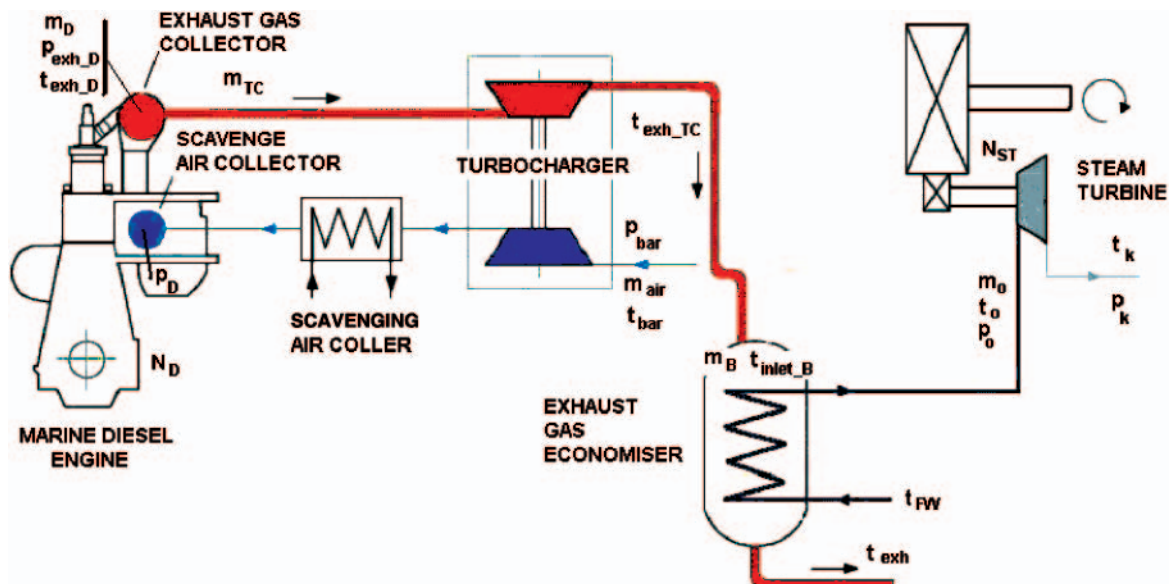 m_D
p_exh_D
t_exh_D
EXHAUST GAS
COLLECTOR
m_TC
SCAVENGE
AIR COLLECTOR
TURBOCHARGER
t_exh_TC
N_ST
STEAM
TURBINE
p_D
p_bar
m_air
t_bar
t_k
p_k
m_o
t_o
p_o
SCAVENGING
AIR COLLER
N_D
m_B
t_inlet_B
MARINE DIESEL
ENGINE
EXHAUST
GAS
ECONOMISER
t_FW
t_exh